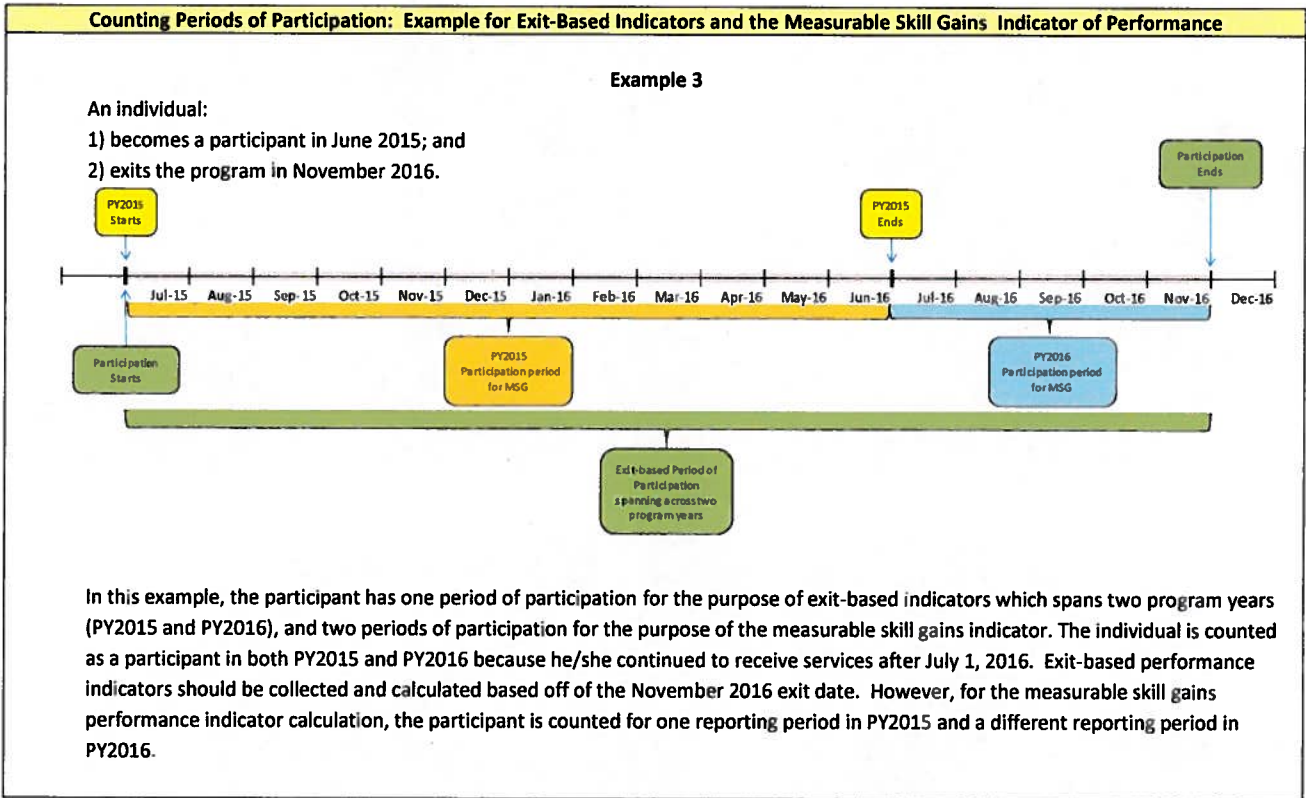 Counting Periods of Participation: Example for Exit-Based Indicators and the Measurable Skill Gains Indicator of Performance
Example 3
An individual:
1) becomes a participant in June 2015; and
2) exits the program in November 2016.
Participation
Ends
PY2015
Starts
PY2015
Ends
Jul-15 Aug-15 Sep-15 Oct-15 Nov-15 Dec-15 Jan-16 Feb-16 Mar-16 Apr-16 May-16 Jun-16 Jul-16 Aug-16 Sep-16 Oct-16 Nov-16 Dec-16
Participation
Starts
PY2015
Participation period
for MSG
PY2016
Participation period
for MSG
Exit-based Period of
Participation
spanning across two
program years
In this example, the participant has one period of participation for the purpose of exit-based indicators which spans two program years
(PY2015 and PY2016), and two periods of participation for the purpose of the measurable skill gains indicator. The individual is counted
as a participant in both PY2015 and PY2016 because he/she continued to receive services after July 1, 2016. Exit-based performance
indicators should be collected and calculated based off of the November 2016 exit date. However, for the measurable skill gains
performance indicator calculation, the participant is counted for one reporting period in PY2015 and a different reporting period in
PY2016.